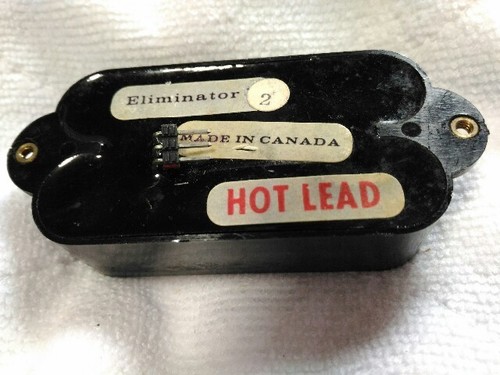 Eliminator 2
MADE IN CANADA
HOT LEAD